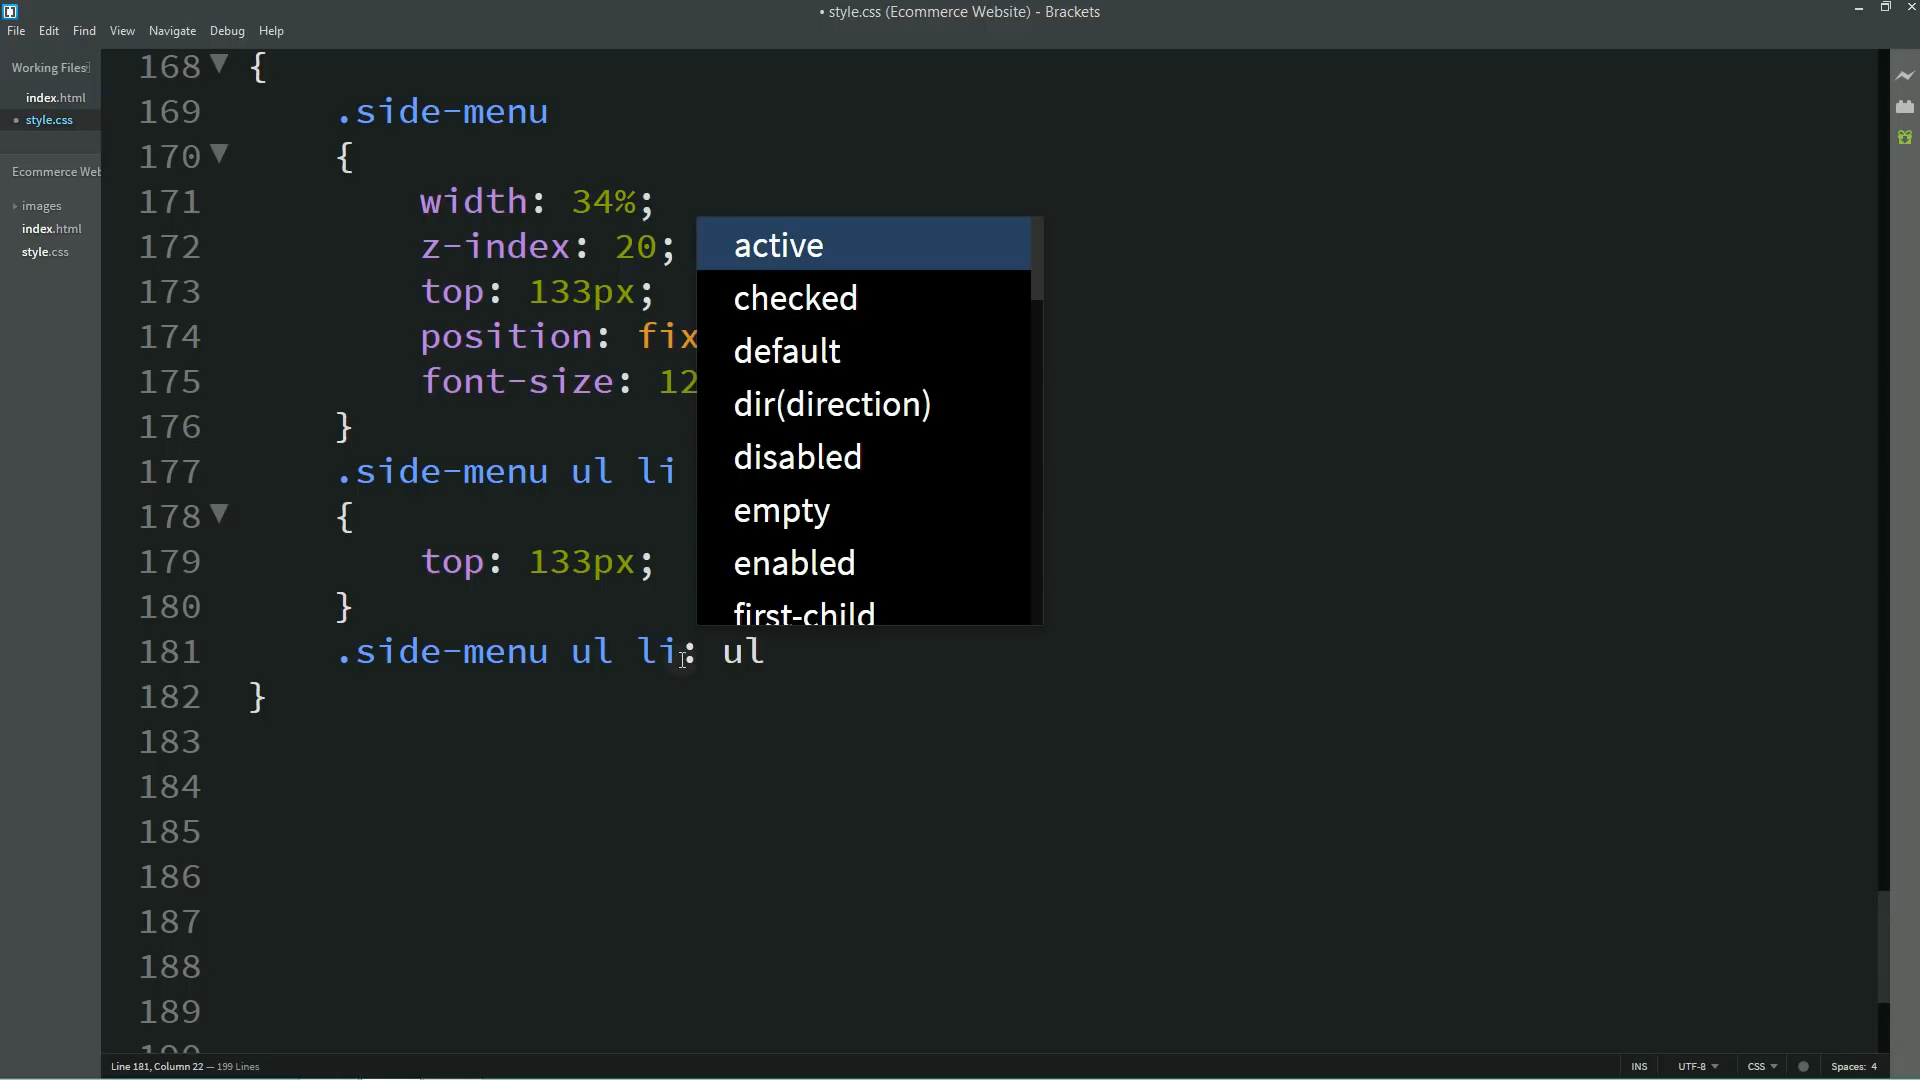 • style.css (Ecommerce Website) - Brackets
File Edit Find View Navigate Debug Help
Working Files
index.html
• style.css
Ecommerce Web
images
index.html
style.css
168 {
169 .side-menu
170 {
171 width: 34%;
172 z-index: 20;
173 top: 133px;
174 position: fix
175 font-size: 12
176 }
177 .side-menu ul li
178 {
179 top: 133px;
180 }
181 .side-menu ul li: ul
182 }
183
184
185
186
187
188
189
190
active
checked
default
dir(direction)
disabled
empty
enabled
first-child
Line 181, Column 22 — 199 Lines
INS UTF-8 CSS Spaces: 4